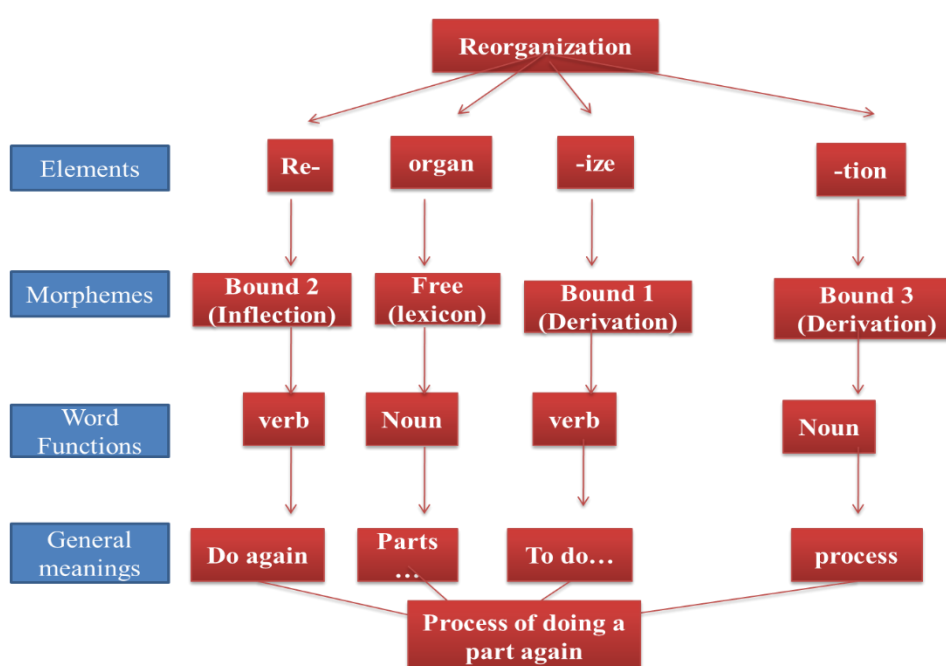 Reorganization
Elements
Re-
organ
-ize
-tion
Morphemes
Bound 2
(Inflection)
Free
(lexicon)
Bound 1
(Derivation)
Bound 3
(Derivation)
Word
Functions
verb
Noun
verb
Noun
General
meanings
Do again
Parts
...
To do...
process
Process of doing a
part again